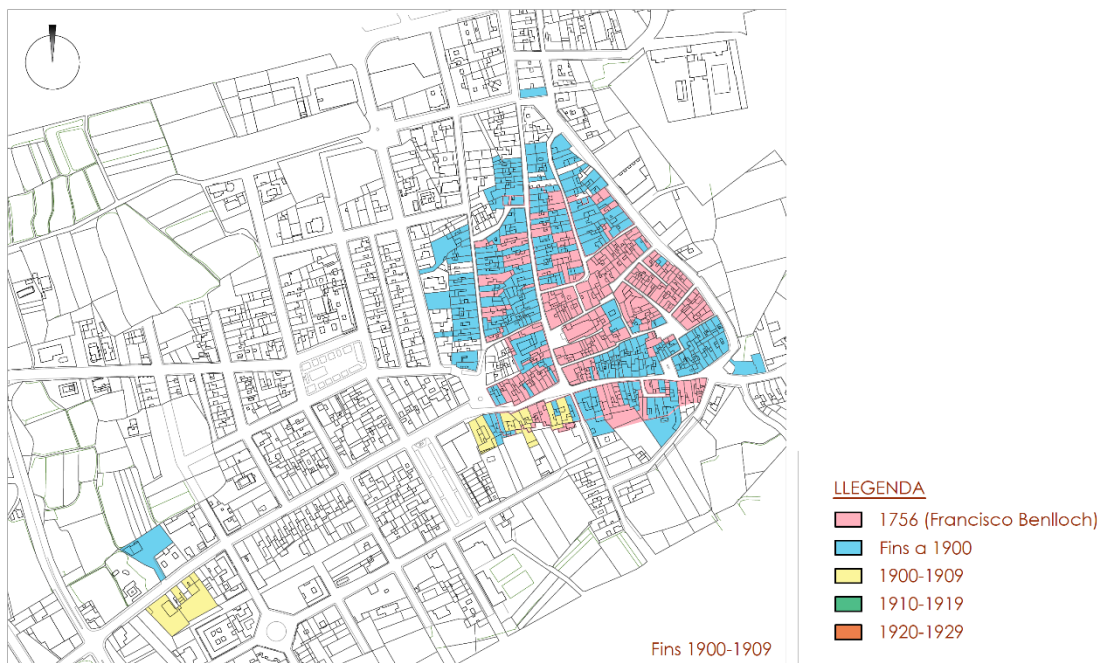 Fins 1900-1909
LLEGENDA
1756 (Francisco Benlloch)
Fins a 1900
1900-1909
1910-1919
1920-1929